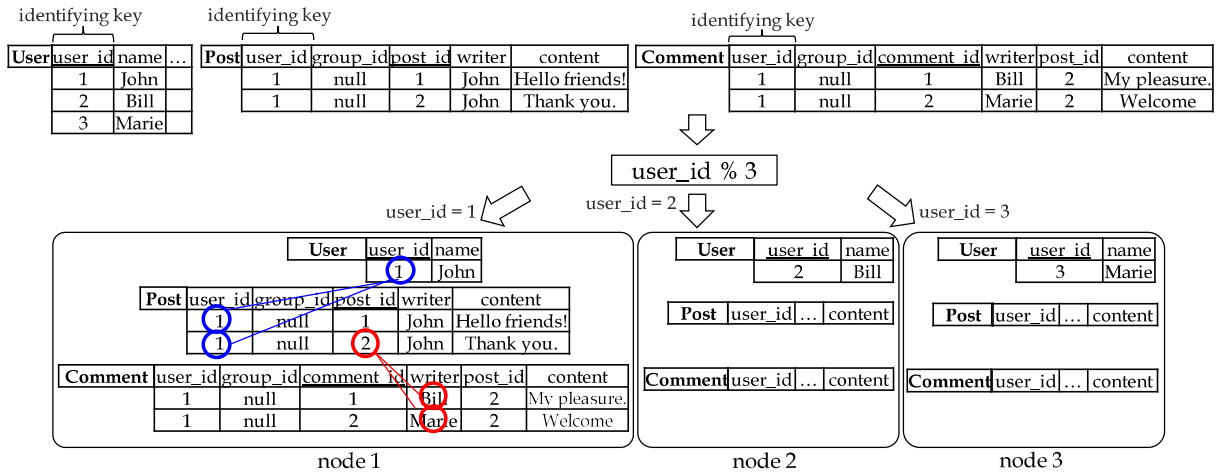 identifying key
identifying key
identifying key
User user_id name ...
1 John
2 Bill
3 Marie
Post user_id group_id post_id writer content
1 null 1 John Hello friends!
1 null 2 John Thank you.
Comment user_id group_id comment_id writer post_id content
1 null 1 Bill 2 My pleasure.
1 null 2 Marie 2 Welcome
user_id % 3
user_id = 1
user_id = 2
user_id = 3
User user_id name
1 John
Post user_id group_id post_id writer content
1 null 1 John Hello friends!
1 null 2 John Thank you.
Comment user_id group_id comment_id writer post_id content
1 null 1 Bill 2 My pleasure.
1 null 2 Marie 2 Welcome
node 1
User user_id name
2 Bill
Post user_id ... content
Comment user_id ... content
node 2
User user_id name
3 Marie
Post user_id ... content
Comment user_id ... content
node 3